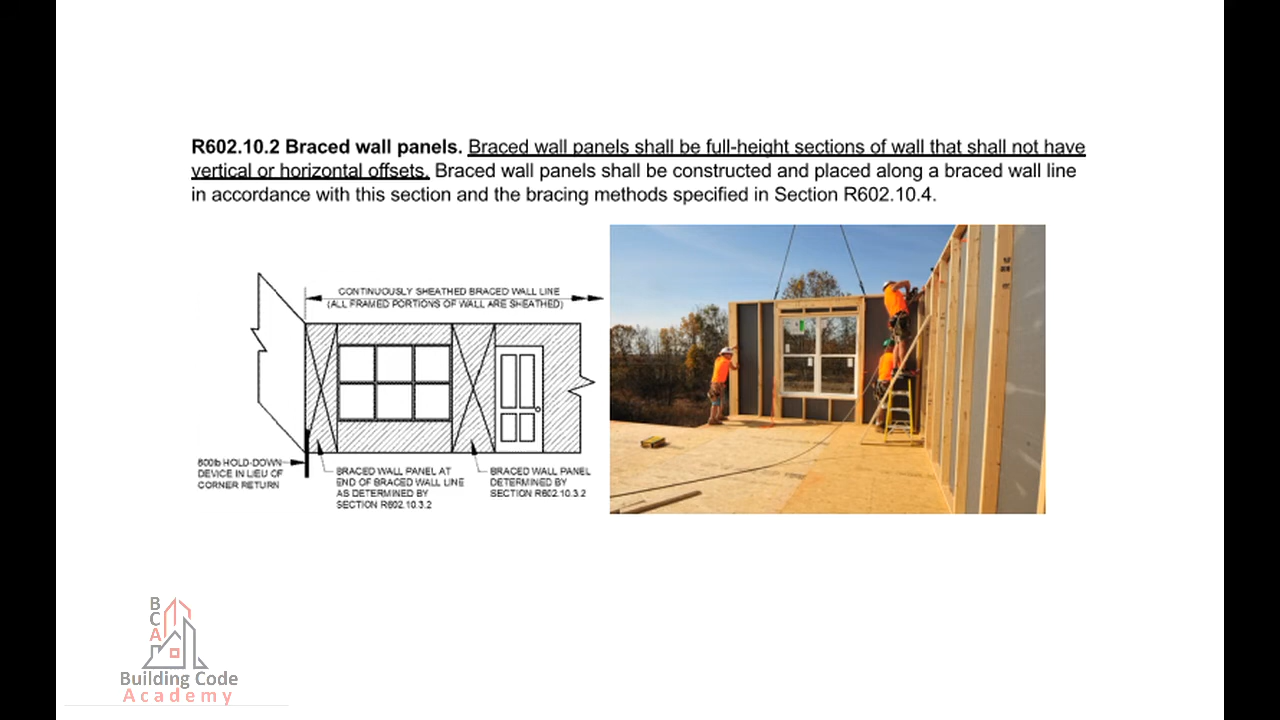 R602.10.2 Braced wall panels. Braced wall panels shall be full-height sections of wall that shall not have
vertical or horizontal offsets. Braced wall panels shall be constructed and placed along a braced wall line
in accordance with this section and the bracing methods specified in Section R602.10.4.
CONTINUOUSLY SHEATHED BRACED WALL LINE
(ALL FRAMED PORTIONS OF WALL ARE SHEATHED)
800lb HOLD-DOWN
DEVICE IN LIEU OF
CORNER RETURN
BRACED WALL PANEL AT
END OF BRACED WALL LINE
AS DETERMINED BY
SECTION R602.10.3.2
BRACED WALL PANEL
DETERMINED BY
SECTION R602.10.3.2
BCA
Building Code
Academy